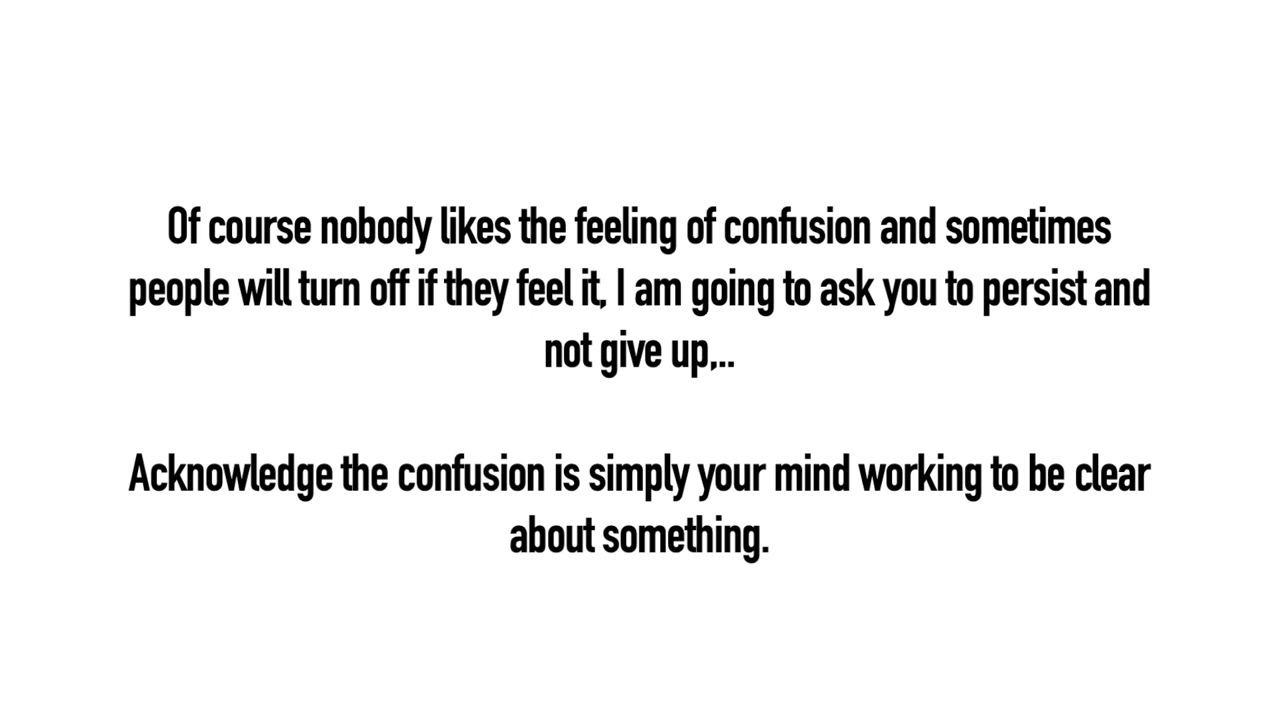 Of course nobody likes the feeling of confusion and sometimes
people will turn off if they feel it, I am going to ask you to persist and
not give up,..
Acknowledge the confusion is simply your mind working to be clear
about something.